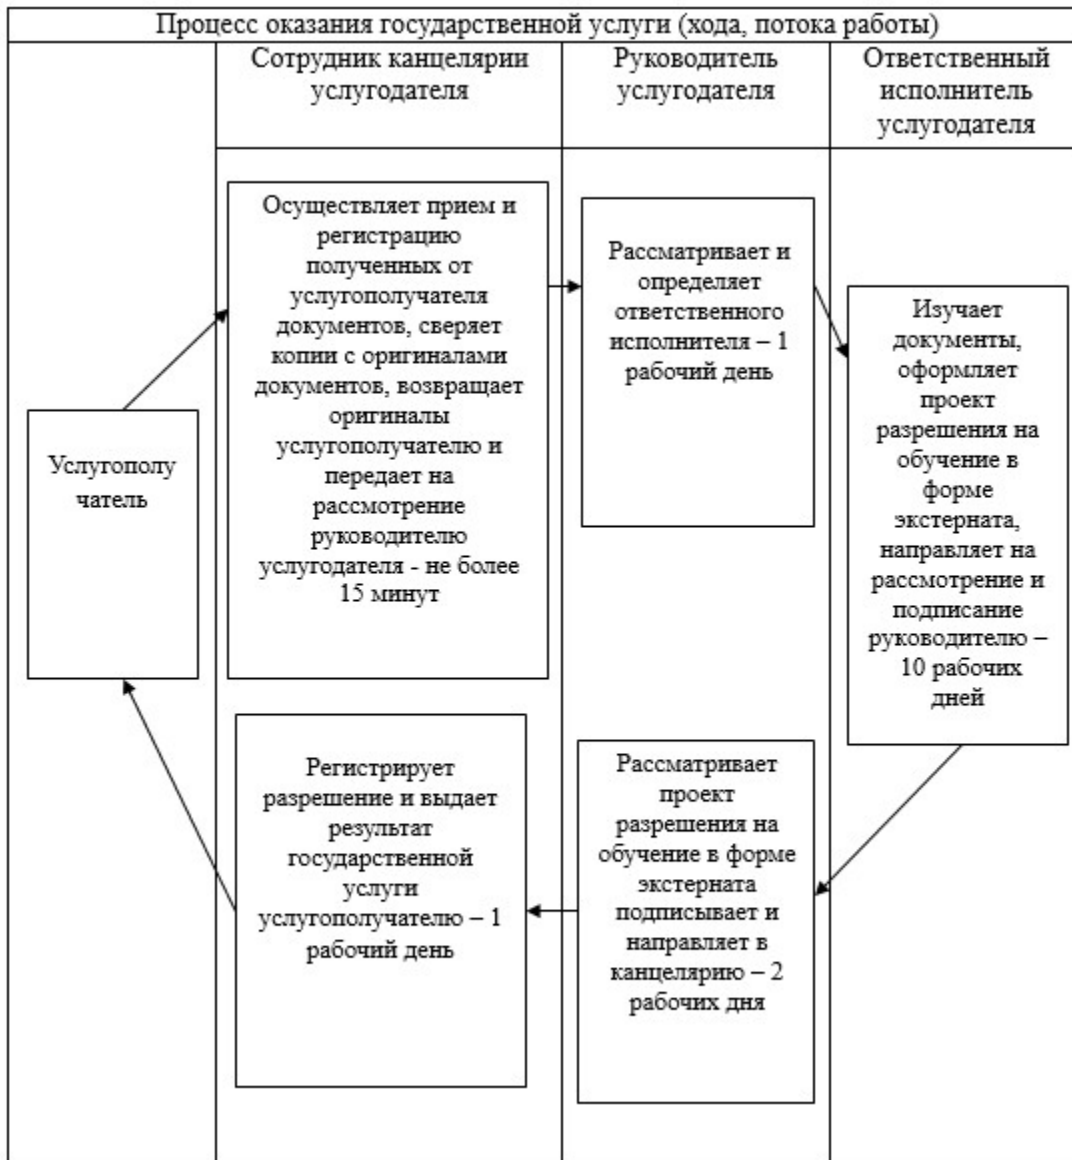 Процесс оказания государственной услуги (хода, потока работы)
Сотрудник канцелярии
услугодателя
Руководитель
услугодателя
Ответственный
исполнитель
услугодателя
Услугополу
чатель
Осуществляет прием и
регистрацию
полученных от
услугополучателя
документов, сверяет
копии с оригиналами
документов, возвращает
оригиналы
услугополучателю и
передает на
рассмотрение
руководителю
услугодателя - не более
15 минут
Рассматривает и
определяет
ответственного
исполнителя – 1
рабочий день
Изучает
документы,
оформляет
проект
разрешения на
обучение в
форме
экстерната,
направляет на
рассмотрение и
подписание
руководителю –
10 рабочих
дней
Рассматривает
проект
разрешения на
обучение в форме
экстерната
подписывает и
направляет в
канцелярию – 2
рабочих дня
Регистрирует
разрешение и выдает
результат
государственной
услуги
услугополучателю – 1
рабочий день